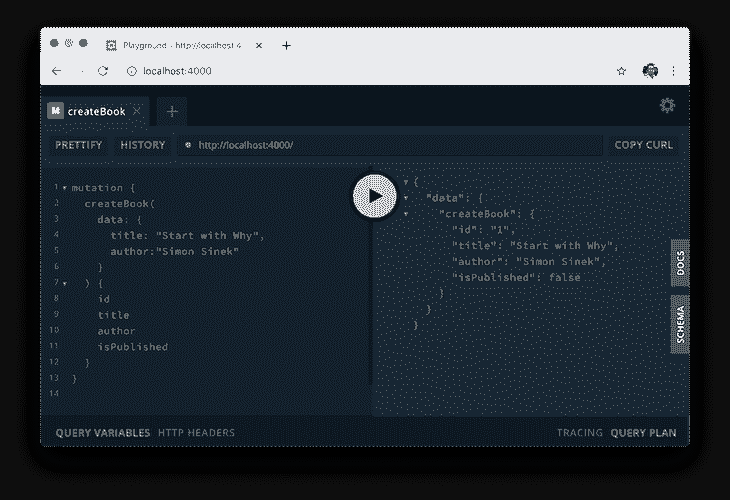 Playground - http://localhost:4
localhost:4000
M createBook
PRETTIFY HISTORY http://localhost:4000/ COPY CURL
1 mutation {
2 createBook(
3 data: {
4 title: "Start with Why",
5 author:"Simon Sinek"
6 }
7 ) {
8 id
9 title
10 author
11 isPublished
12 }
13 }
14
{
"data": {
"createBook": {
"id": "1",
"title": "Start with Why",
"author": "Simon Sinek",
"isPublished": false
}
}
}
DOCS
SCHEMA
QUERY VARIABLES HTTP HEADERS
TRACING QUERY PLAN